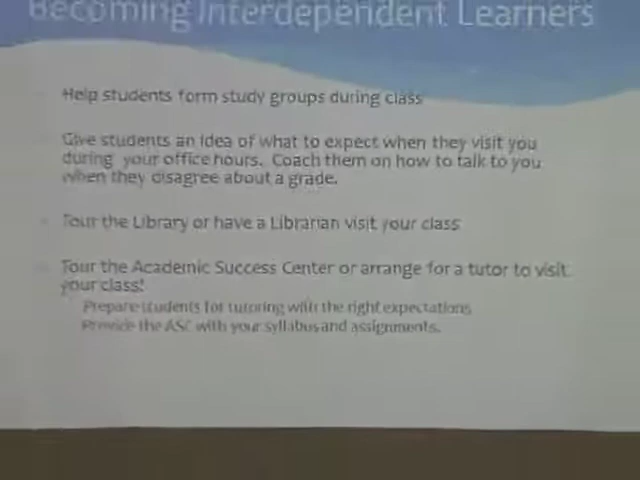 Becoming Interdependent Learners
Help students form study groups during class
Give students an idea of what to expect when they visit you
during your office hours. Coach them on how to talk to you
when they disagree about a grade.
Tour the Library or have a Librarian visit your class
Tour the Academic Success Center or arrange for a tutor to visit
your class!
Prepare students for tutoring with the right expectations
Provide the ASC with your syllabus and assignments.